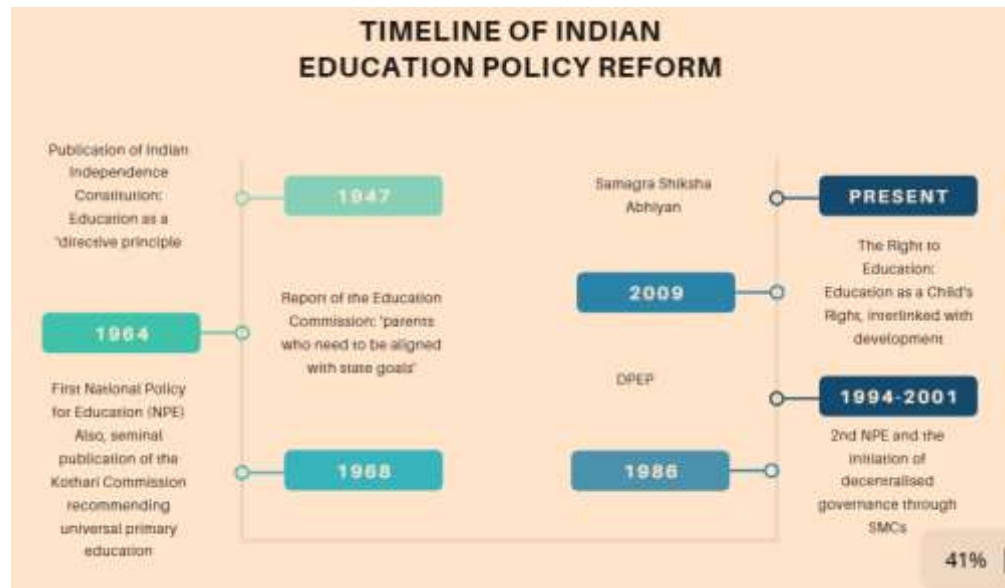 TIMELINE OF INDIAN
EDUCATION POLICY REFORM
Publication of Indian
Independence
Constitution:
Education as a
'directive principle
1947
1964
Report of the Education
Commission: 'parents
who need to be aligned
with state goals'
First National Policy
for Education (NPE)
Also, seminal
publication of the
Kothari Commission
recommending
universal primary
education
1968
Samagra Shiksha
Abhiyan
PRESENT
2009
The Right to
Education:
Education as a Child's
Right, interlinked with
development
DPEP
1994-2001
1986
2nd NPE and the
initiation of
decentralised
governance through
SMCs
41%